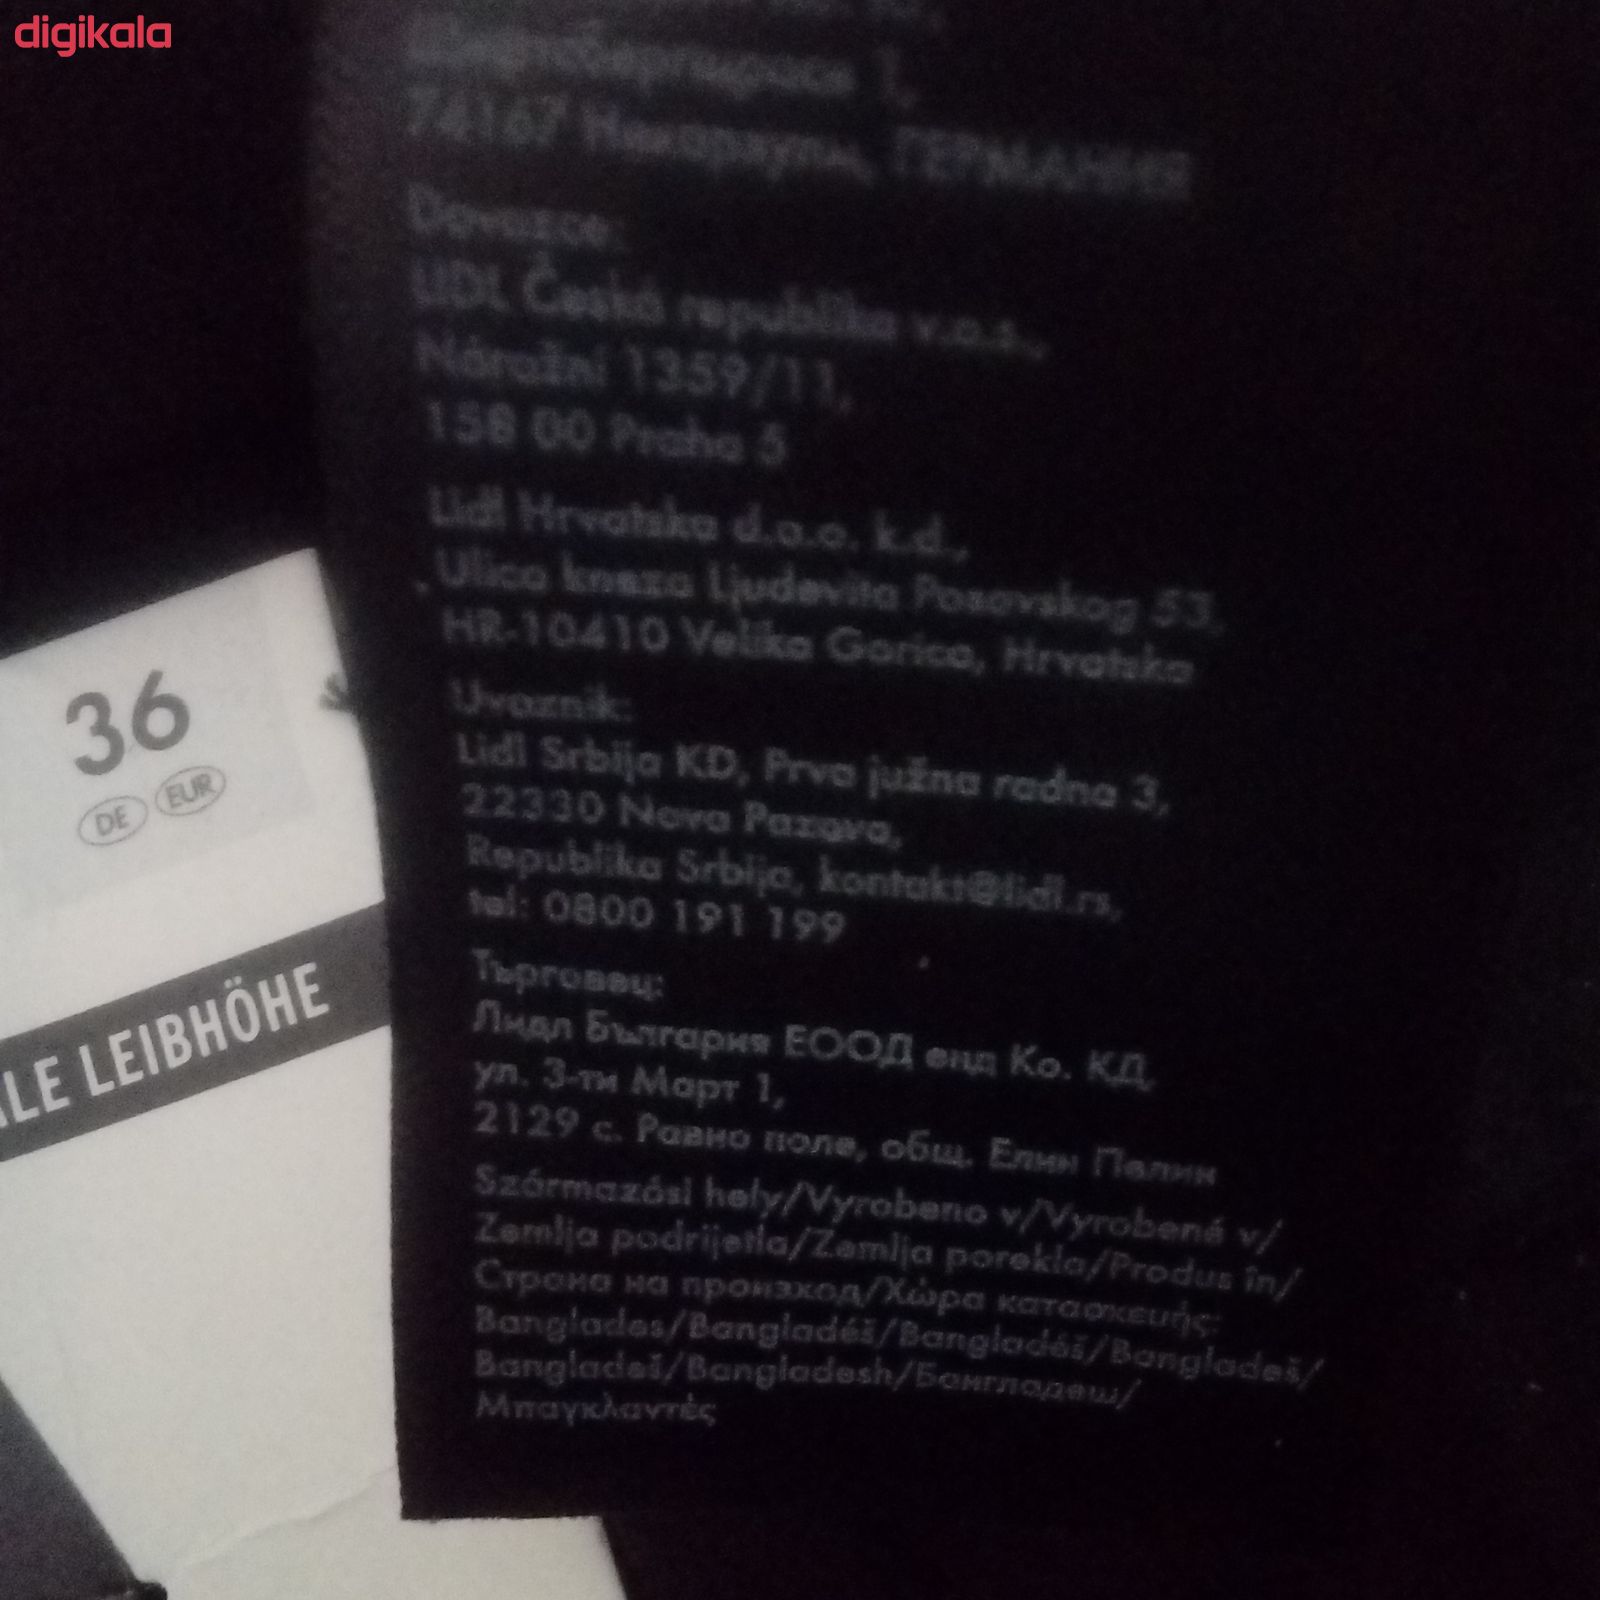 digikala
1,
74167 Некарзулм, ГЕРМАНИЯ
Dovozce:
LIDL Česká republika v.o.s.,
Nárožní 1359/11,
158 00 Praha 5
Lidl Hrvatska d.o.o. k.d.,
Ulica kneza Ljudevita Posavskog 53,
HR-10410 Velika Gorica, Hrvatska
Uvoznik:
Lidl Srbija KD, Prva južna radna 3,
22330 Nova Pazova,
Republika Srbija, kontakt@lidl.rs,
tel: 0800 191 199
Търговец:
Лидл България ЕООД енд Ко. КД,
ул. 3-ти Март 1,
2129 с. Равно поле, общ. Елин Пелин
Származási hely/Vyrobeno v/Vyrobené v/
Zemlja podrijetla/Zemlja porekla/Produs în/
Страна на произход/Χώρα κατασκευής:
Banglades/Bangladéš/Bangladéš/Bangladeš/
Bangladeš/Bangladesh/Бангладеш/
Μπαγκλαντές
36
DE EUR
ALE LEIBHÖHE